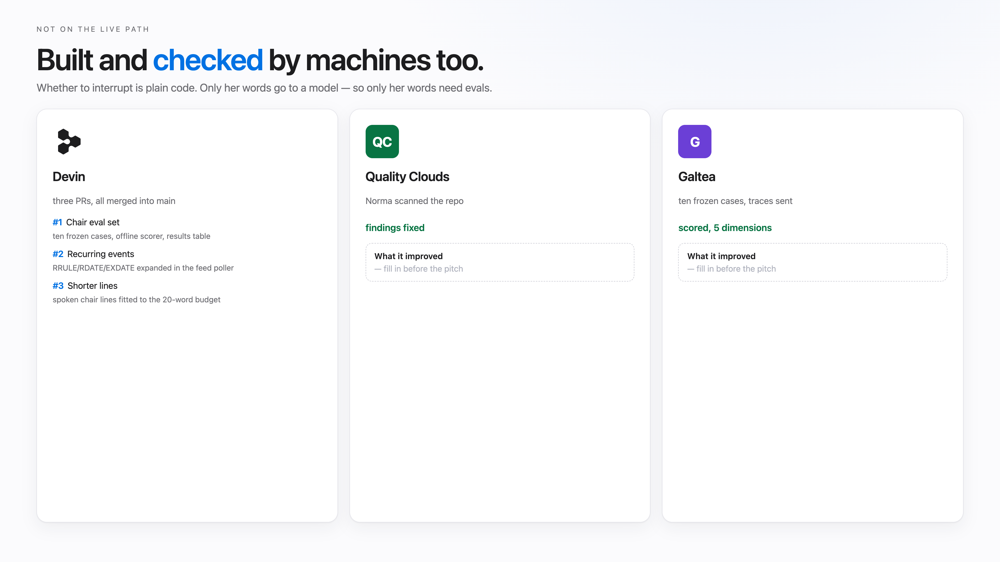 NOT ON THE LIVE PATH
Built and checked by machines too.
Whether to interrupt is plain code. Only her words go to a model — so only her words need evals.
Devin
three PRs, all merged into main
#1 Chair eval set
ten frozen cases, offline scorer, results table
#2 Recurring events
RRULE/RDATE/EXDATE expanded in the feed poller
#3 Shorter lines
spoken chair lines fitted to the 20-word budget
QC
Quality Clouds
Norma scanned the repo
findings fixed
What it improved
— fill in before the pitch
G
Galtea
ten frozen cases, traces sent
scored, 5 dimensions
What it improved
— fill in before the pitch